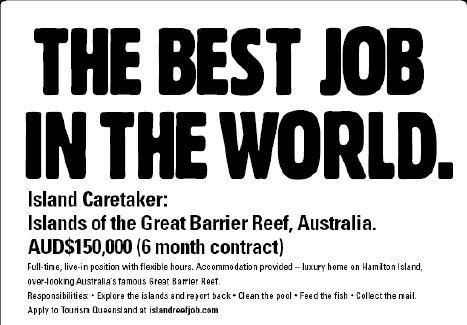 THE BEST JOB
IN THE WORLD.
Island Caretaker:
Islands of the Great Barrier Reef, Australia.
AUD$150,000 (6 month contract)
Full-time, live-in position with flexible hours. Accommodation provided – luxury home on Hamilton Island,
over-looking Australia's famous Great Barrier Reef.
Responsibilities: • Explore the islands and report back • Clean the pool • Feed the fish • Collect the mail.
Apply to Tourism Queensland at islandreefjob.com